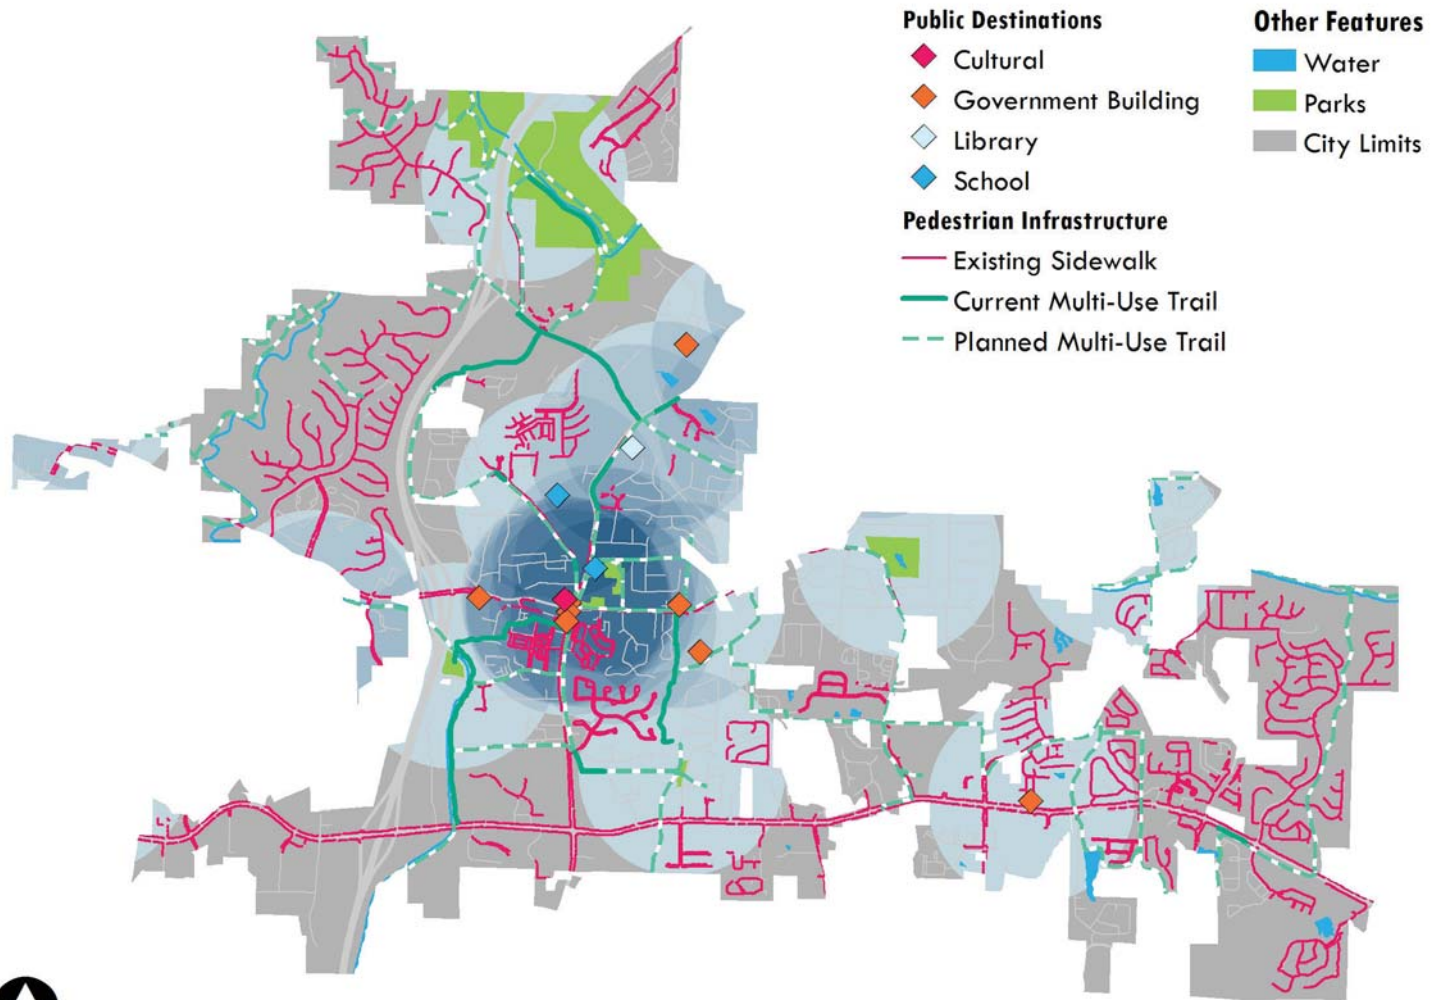 Public Destinations
Cultural
Government Building
Library
School
Pedestrian Infrastructure
Existing Sidewalk
Current Multi-Use Trail
Planned Multi-Use Trail
Other Features
Water
Parks
City Limits